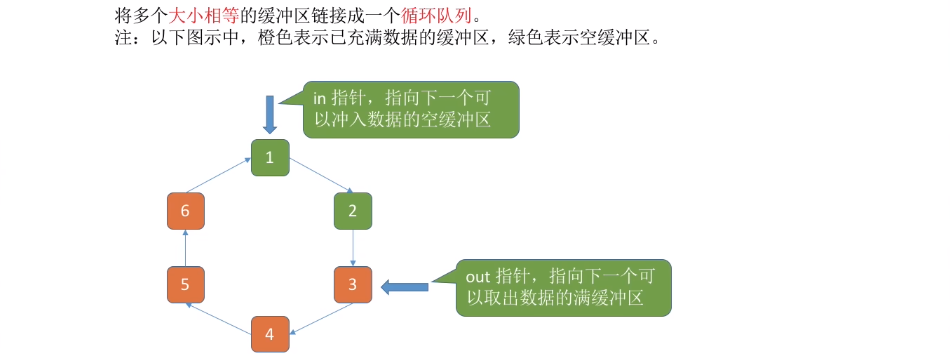 将多个大小相等的缓冲区链接成一个循环队列。
注：以下图示中，橙色表示已充满数据的缓冲区，绿色表示空缓冲区。
in 指针，指向下一个可
以冲入数据的空缓冲区
1
6
2
5
3
out 指针，指向下一个可
以取出数据的满缓冲区
4